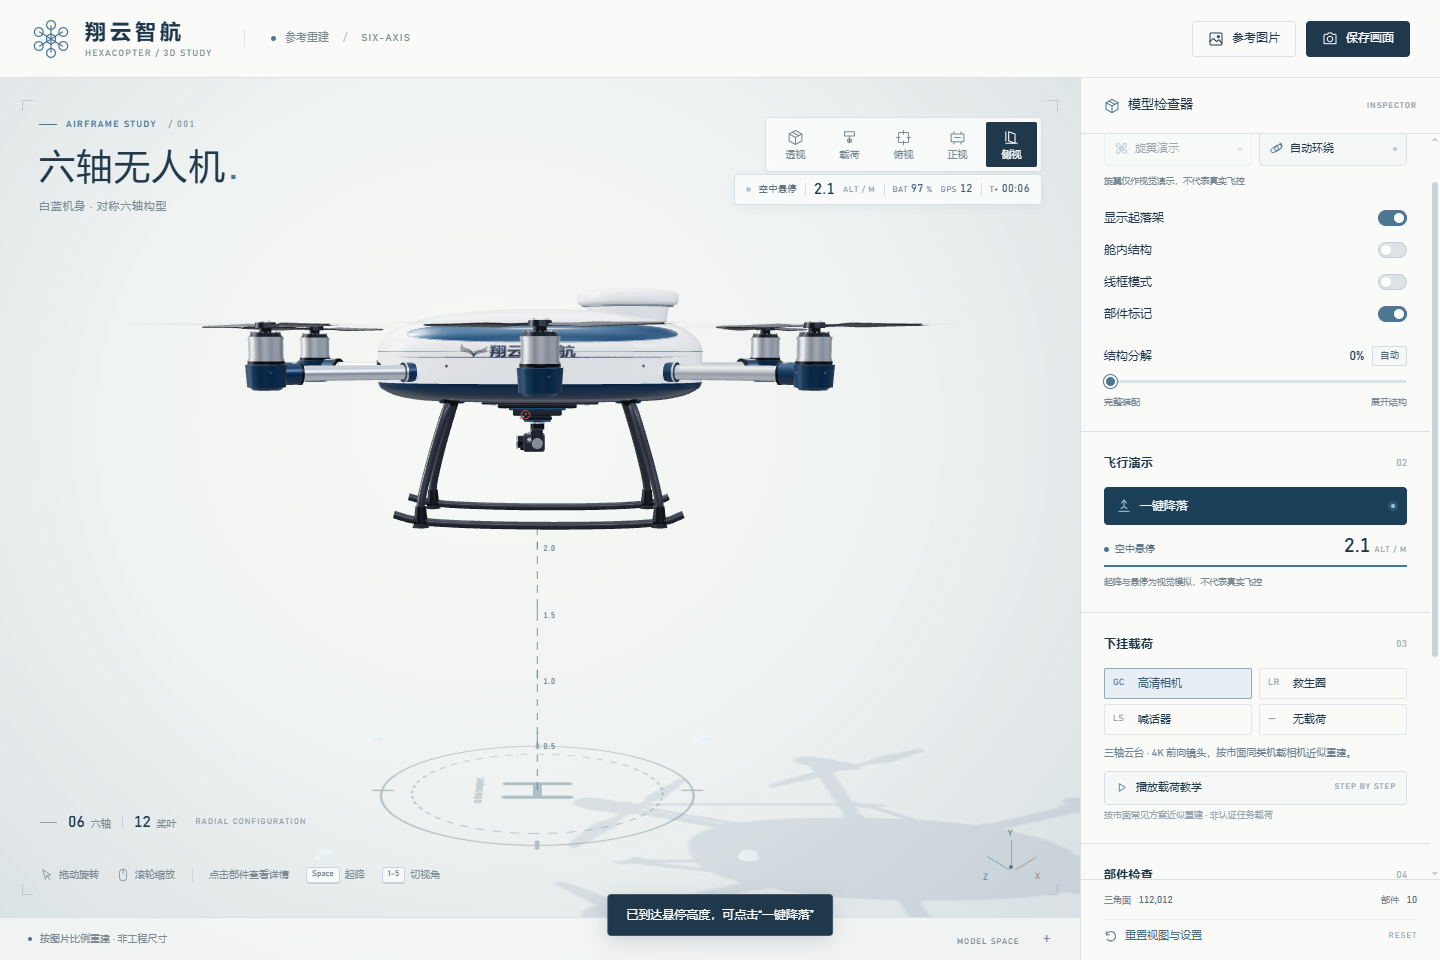 翔云智航
HEXACOPTER / 3D STUDY
参考重建 / SIX-AXIS
参考图片
保存画面
AIRFRAME STUDY / 001
六轴无人机.
白蓝机身 · 对称六轴构型
透视
载荷
俯视
正视
侧视
空中悬停 2.1 ALT / M BAT 97 % GPS 12 T+ 00:06
翔云 航
2.0
1.5
1.0
0.5
06 六轴 12 桨叶 RADIAL CONFIGURATION
拖动旋转 滚轮缩放 点击部件查看详情 Space 起降 1-5 切视角
Y
Z
X
已到达悬停高度，可点击“一键降落”
按图片比例重建 · 非工程尺寸
MODEL SPACE +
模型检查器 INSPECTOR
旋翼演示
自动环绕
旋翼仅作视觉演示，不代表真实飞控
显示起落架
舱内结构
线框模式
部件标记
结构分解 0% 自动
完整装配 展开结构
飞行演示 02
一键降落
空中悬停 2.1 ALT / M
起降与悬停为视觉模拟，不代表真实飞控
下挂载荷 03
GC 高清相机
LR 救生圈
LS 喊话器
— 无载荷
三轴云台 · 4K 前向镜头，按市面同类机载相机近似重建。
播放载荷教学 STEP BY STEP
按市面常见方案近似重建 · 非认证任务载荷
部件检查 04
三角面 112,012 部件 10
重置视图与设置 RESET